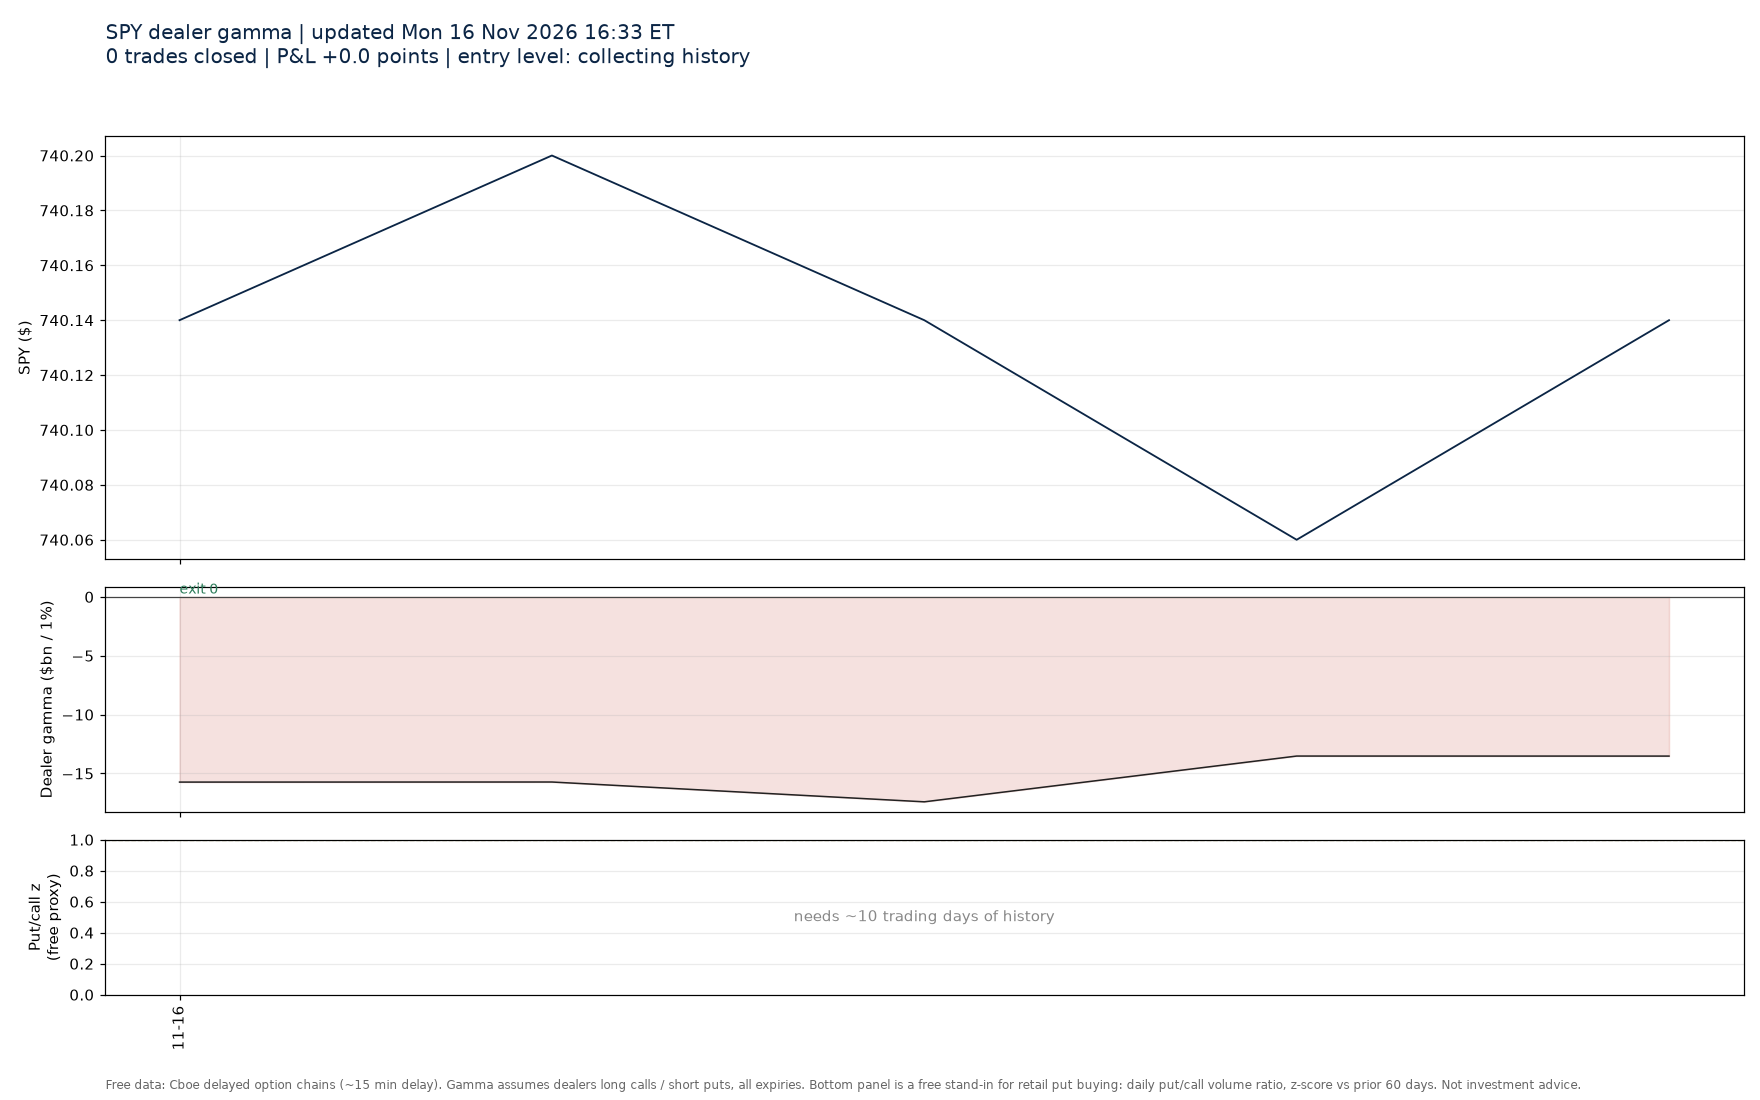 SPY dealer gamma | updated Mon 16 Nov 2026 16:33 ET
0 trades closed | P&L +0.0 points | entry level: collecting history
SPY ($)
740.20
740.18
740.16
740.14
740.12
740.10
740.08
740.06
Dealer gamma ($bn / 1%)
exit 0
0
−5
−10
−15
Put/call z
(free proxy)
1.0
0.8
0.6
0.4
0.2
0.0
needs ~10 trading days of history
11-16
Free data: Cboe delayed option chains (~15 min delay). Gamma assumes dealers long calls / short puts, all expiries. Bottom panel is a free stand-in for retail put buying: daily put/call volume ratio, z-score vs prior 60 days. Not investment advice.